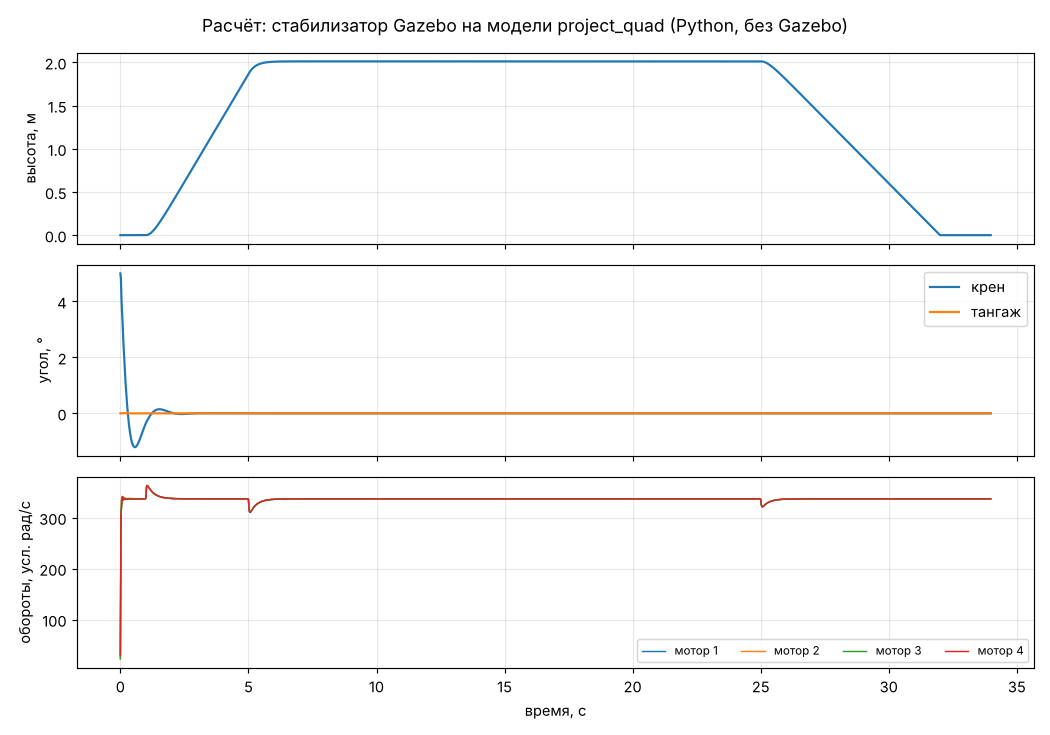 Расчёт: стабилизатор Gazebo на модели project_quad (Python, без Gazebo)
высота, м
2.0
1.5
1.0
0.5
0.0
угол, °
4
2
0
крен
тангаж
обороты, усл. рад/с
300
200
100
мотор 1 мотор 2 мотор 3 мотор 4
0 5 10 15 20 25 30 35
время, с